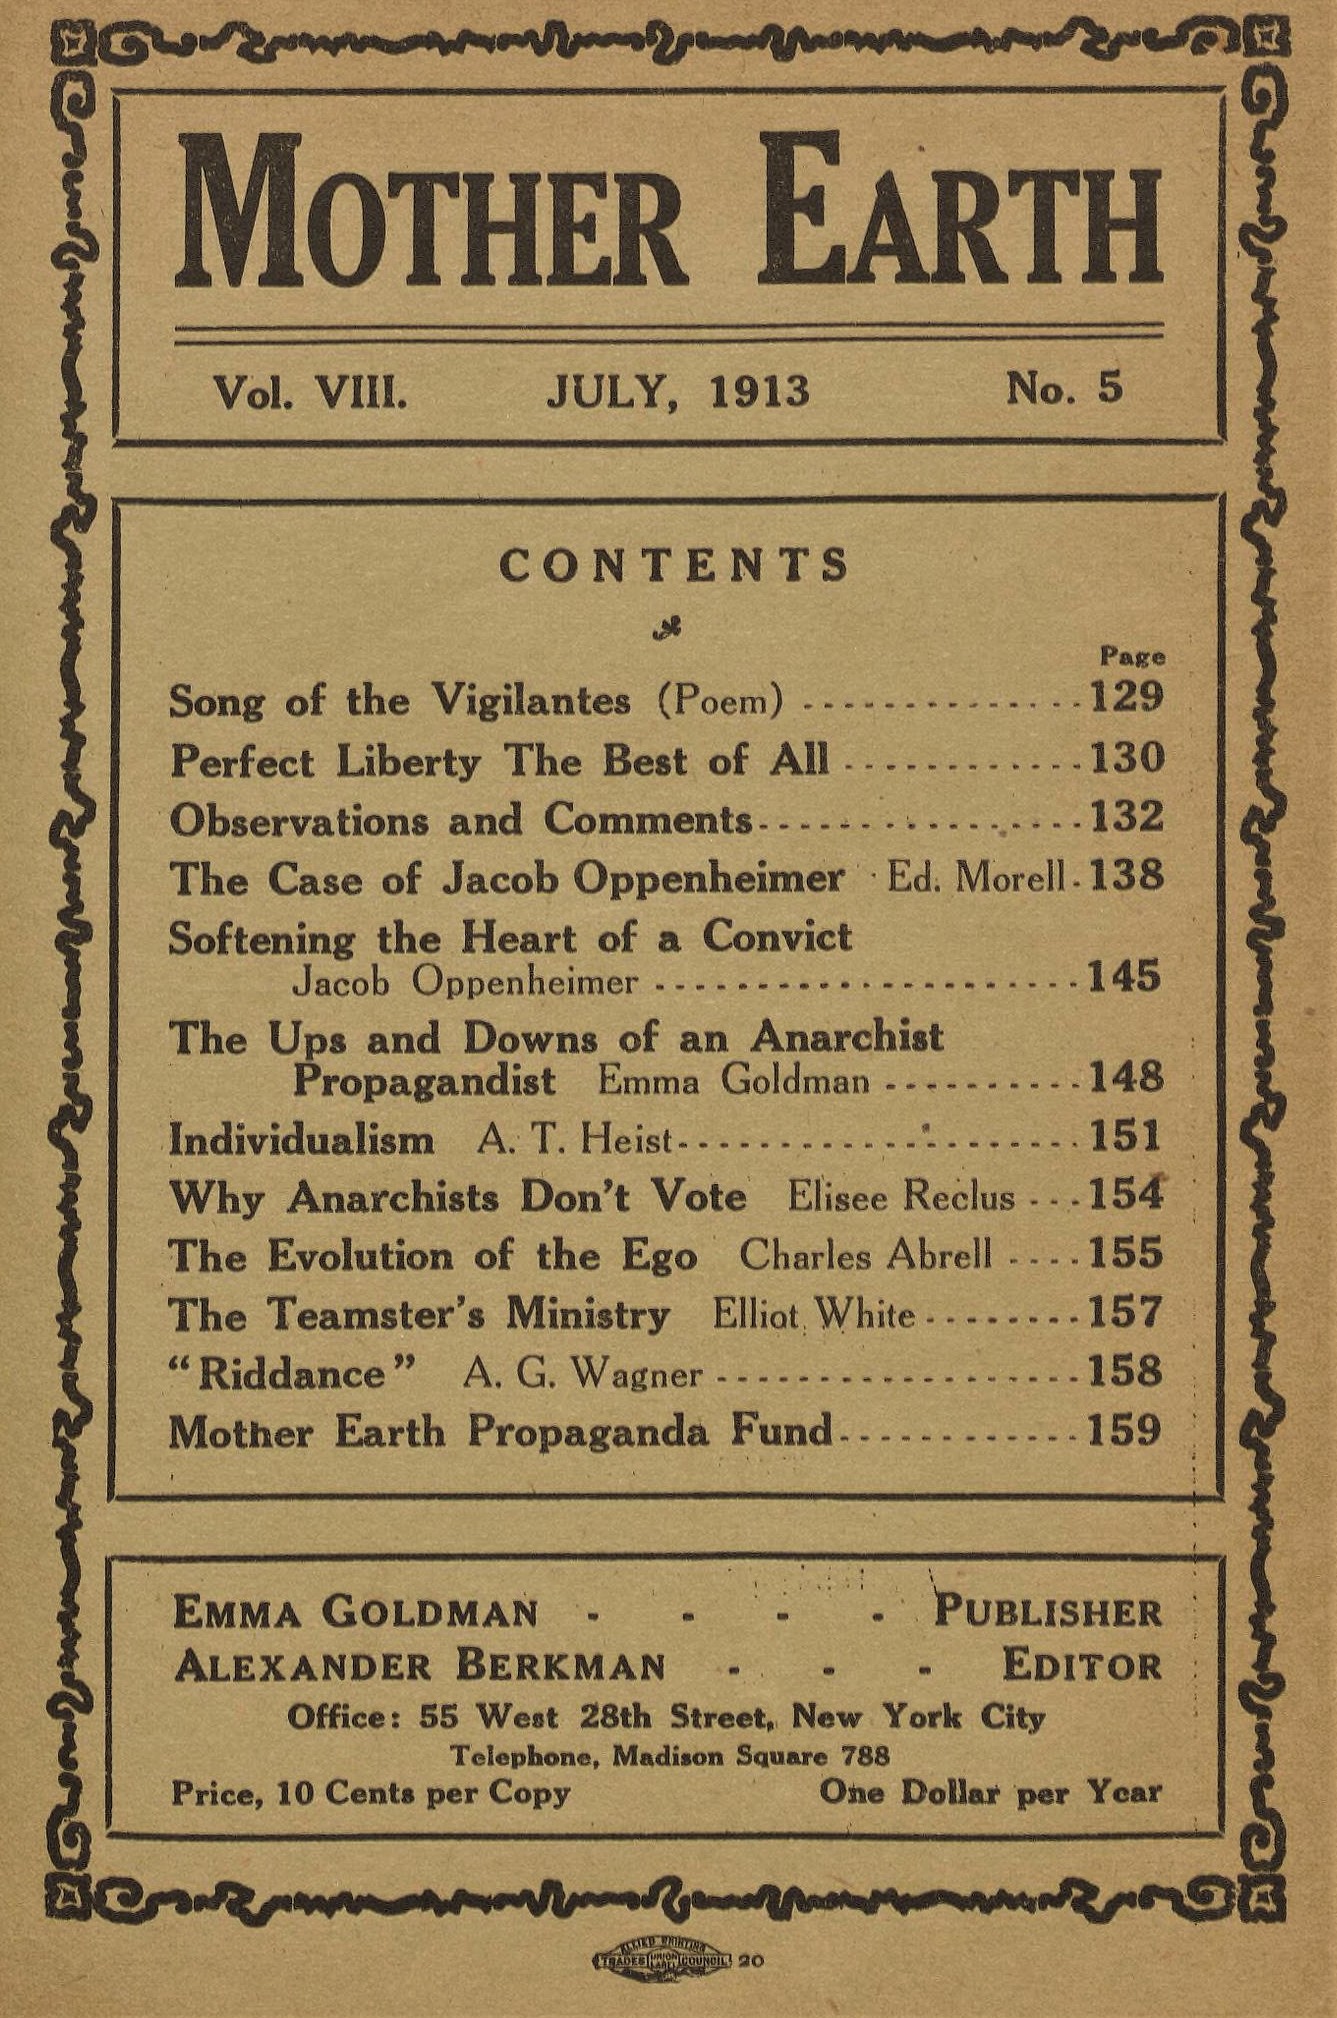 MOTHER EARTH
Vol. VIII. JULY, 1913 No. 5
CONTENTS
Page
Song of the Vigilantes (Poem) - - - - - - - - - - - - - - 129
Perfect Liberty The Best of All - - - - - - - - - - - - 130
Observations and Comments - - - - - - - - - - - - - - - - 132
The Case of Jacob Oppenheimer Ed. Morell - 138
Softening the Heart of a Convict
Jacob Oppenheimer - - - - - - - - - - - - - - - - - - - - - 145
The Ups and Downs of an Anarchist
Propagandist Emma Goldman - - - - - - - - - - 148
Individualism A. T. Heist - - - - - - - - - - - - - - - - - - - - 151
Why Anarchists Don't Vote Elisee Reclus - - - 154
The Evolution of the Ego Charles Abrell - - - - 155
The Teamster's Ministry Elliot White - - - - - - - - 157
“Riddance” A. G. Wagner - - - - - - - - - - - - - - - - - - 158
Mother Earth Propaganda Fund - - - - - - - - - - - - 159
EMMA GOLDMAN - - - - PUBLISHER
ALEXANDER BERKMAN - - - EDITOR
Office: 55 West 28th Street, New York City
Telephone, Madison Square 788
Price, 10 Cents per Copy One Dollar per Year
ALLIED PRINTING
TRADES UNION LABEL COUNCIL 20